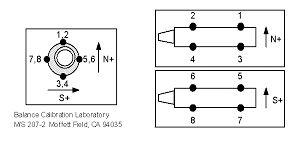 1,2
7,8
5,6
N+
3,4
S+
Balance Calibration Laboratory
M/S 207-2 Moffett Field, CA 94035
2
1
N+
4
3
6
5
S+
8
7